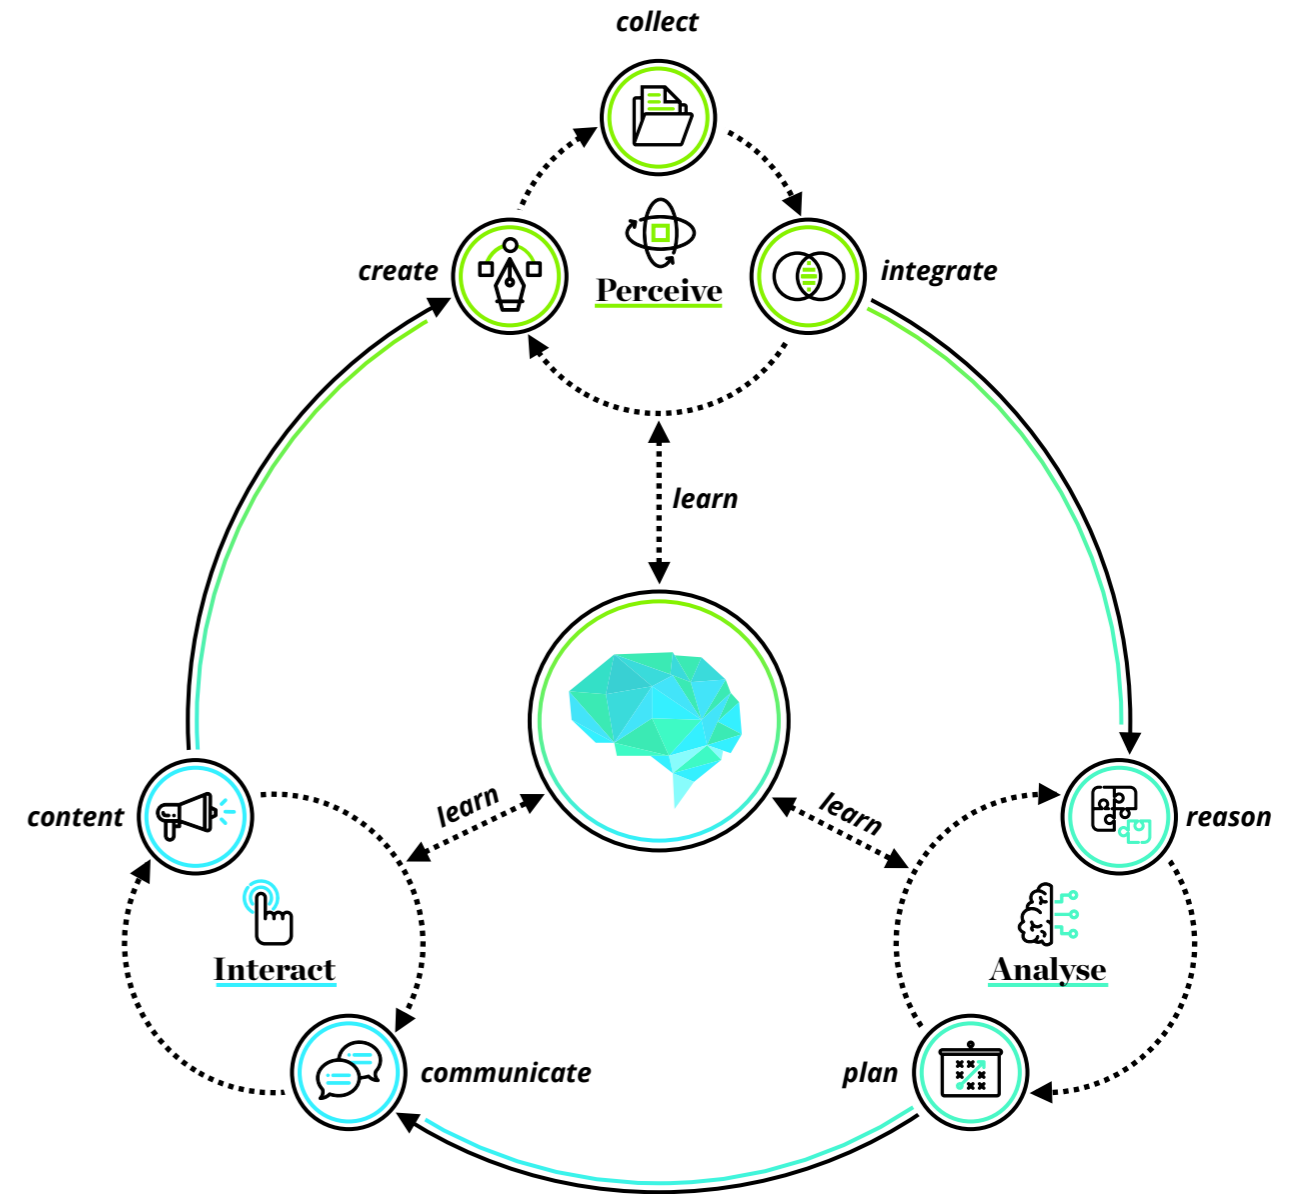 collect
create
Perceive
integrate
learn
learn
learn
content
reason
Interact
Analyse
communicate
plan